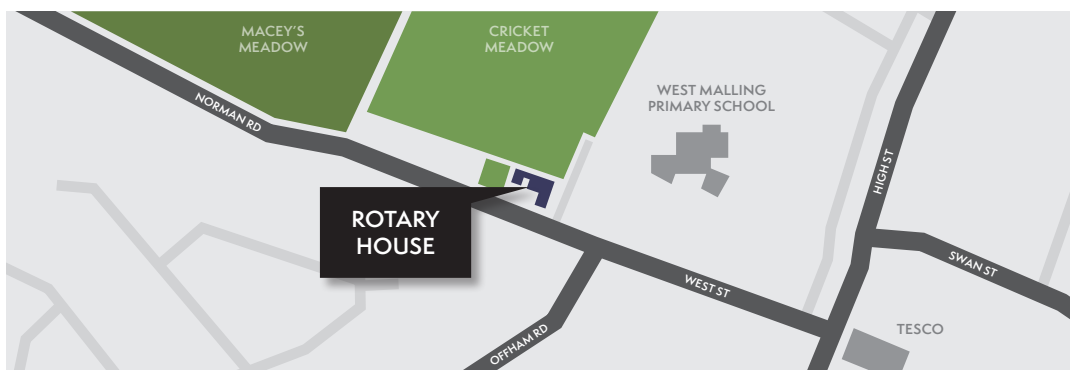 MACEY'S
MEADOW
CRICKET
MEADOW
WEST MALLING
PRIMARY SCHOOL
NORMAN RD
HIGH ST
ROTARY
HOUSE
SWAN ST
WEST ST
OFFHAM RD
TESCO